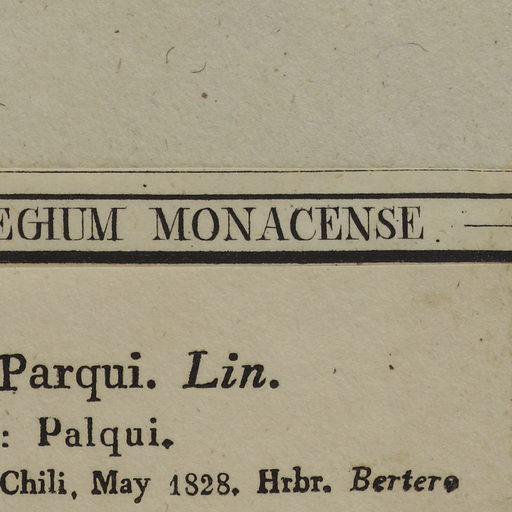 EGIUM MONACENSE.
Parqui. Lin.
: Palqui.
Chili, May 1828. Hrbr. Bertero